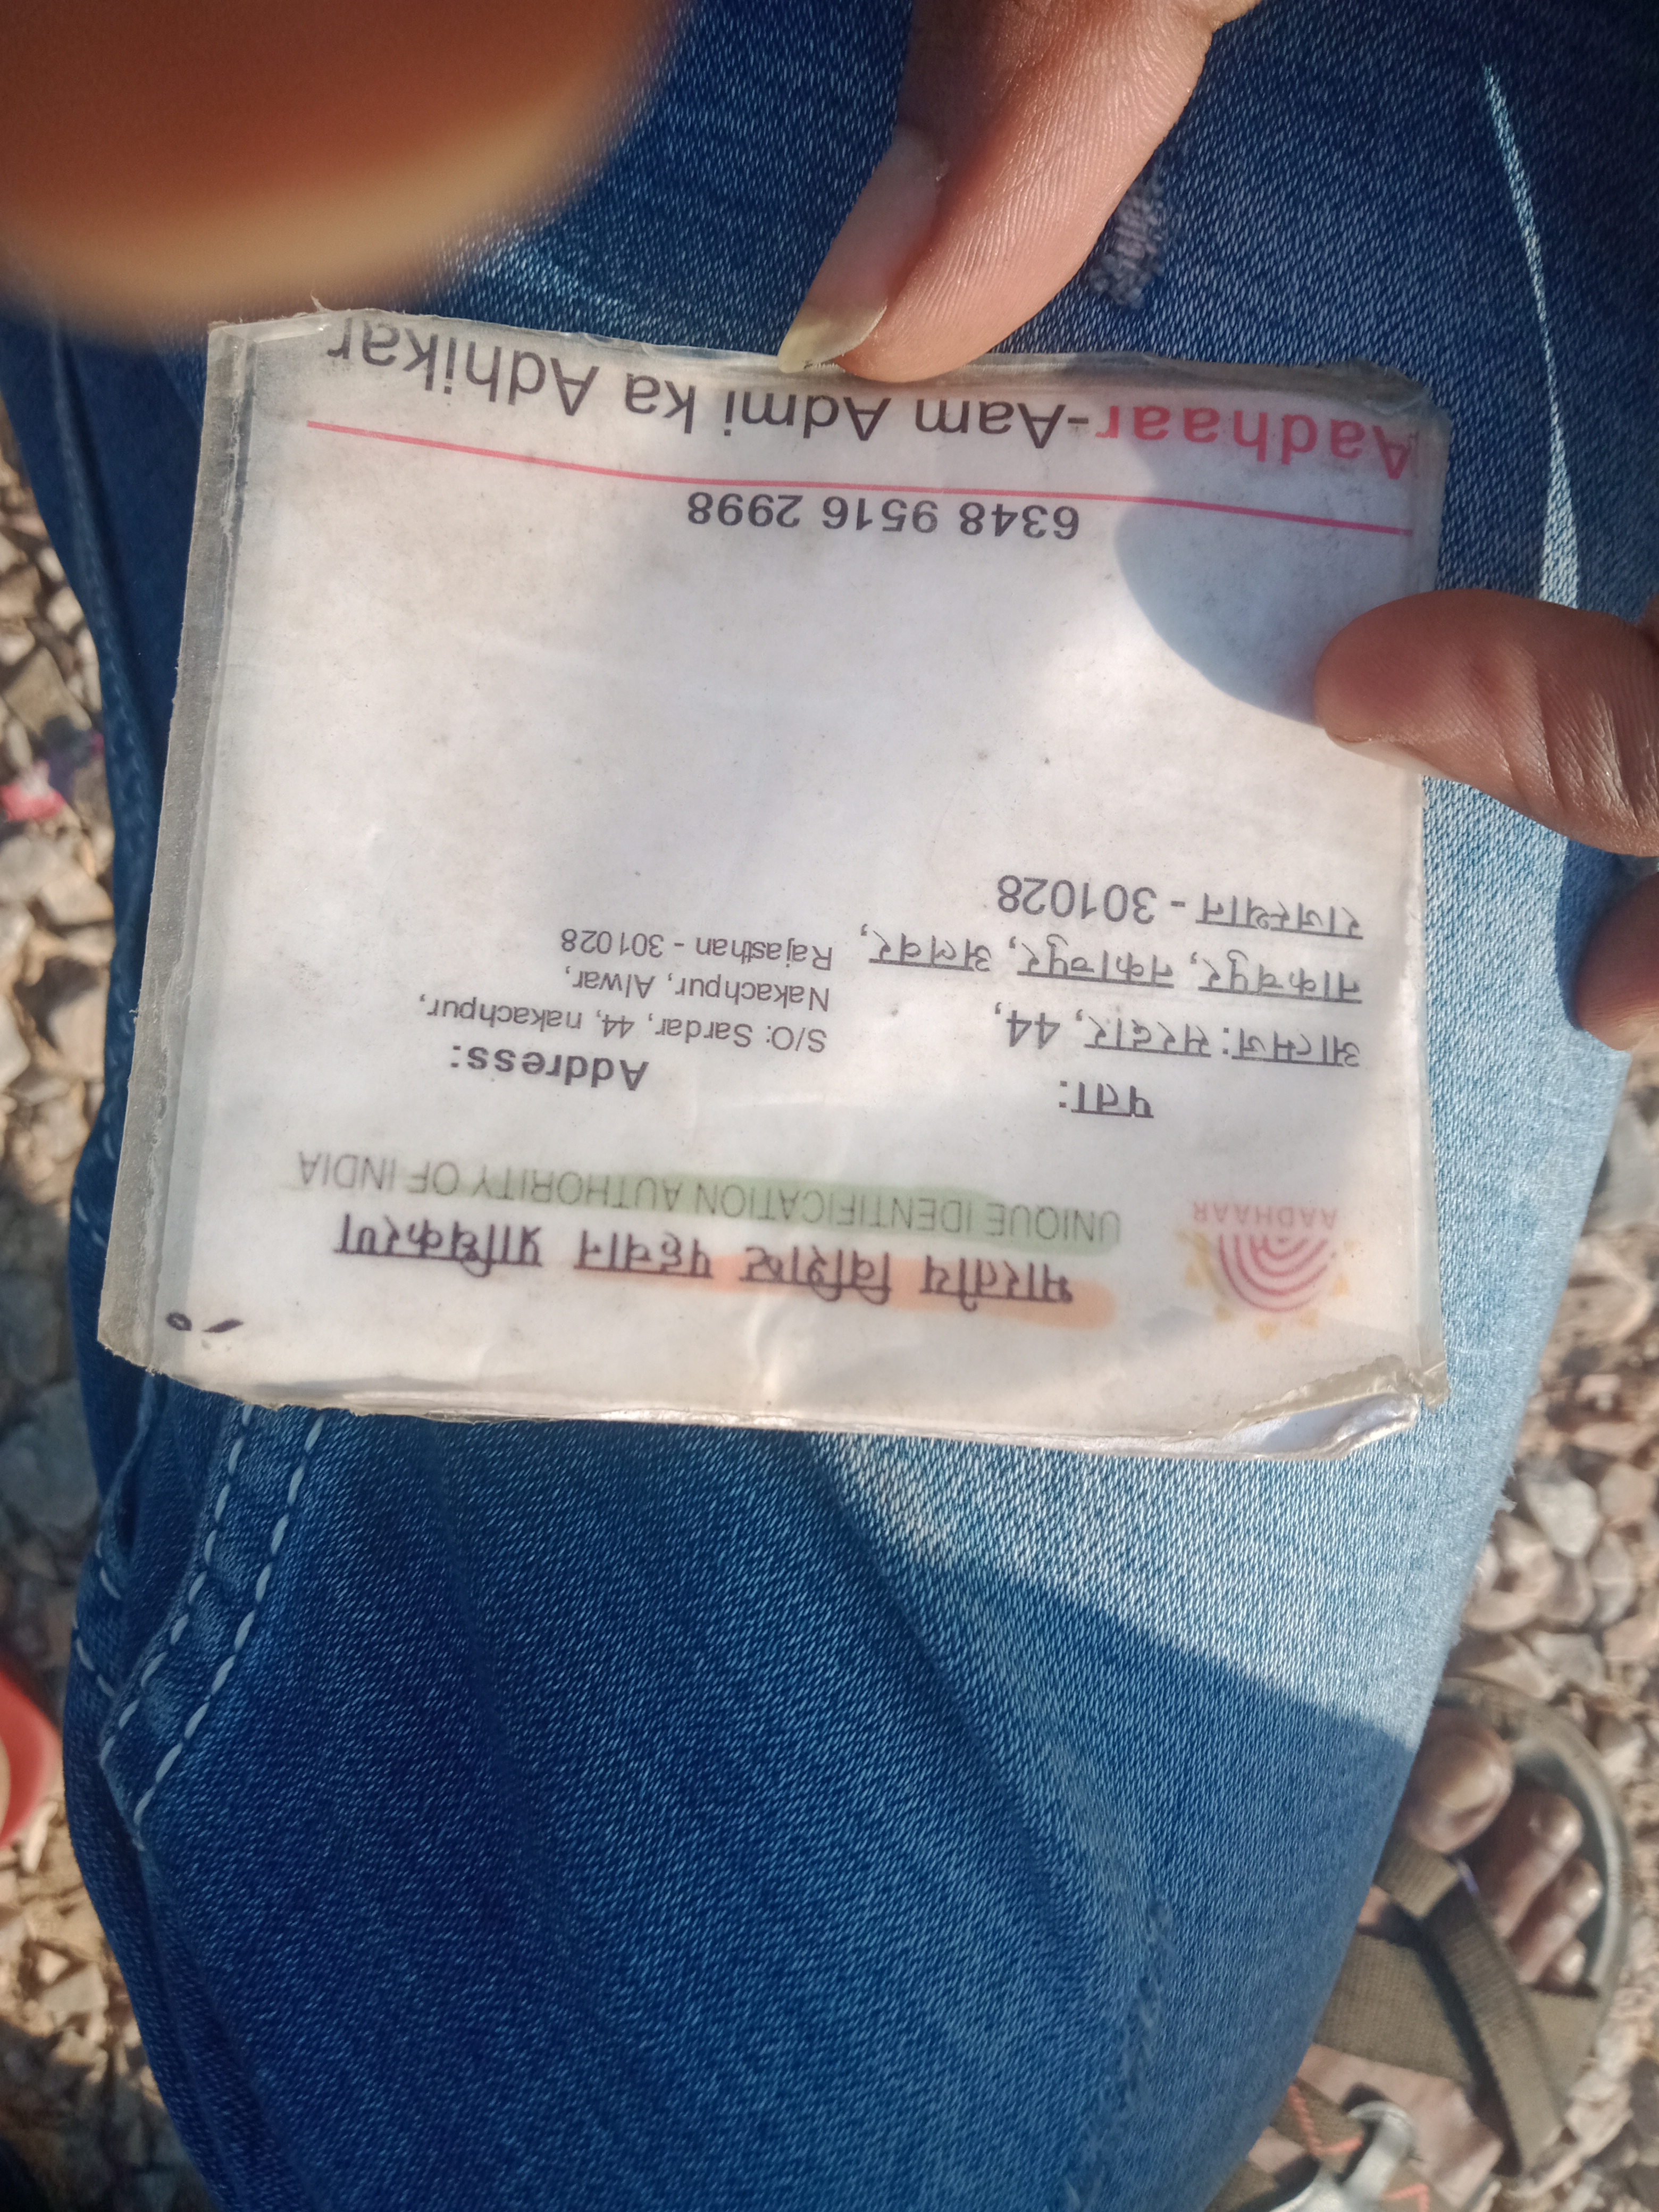 भारतीय विशिष्ट पहचान प्राधिकरण
UNIQUE IDENTIFICATION AUTHORITY OF INDIA
AADHAAR
पता:
आत्मज: सरदार, 44,
नाकचपुर, नकाच्पुर, अलवर,
राजस्थान - 301028
Address:
S/O: Sardar, 44, nakachpur,
Nakachpur, Alwar,
Rajasthan - 301028
6348 9516 2998
Aadhaar-Aam Admi ka Adhikar